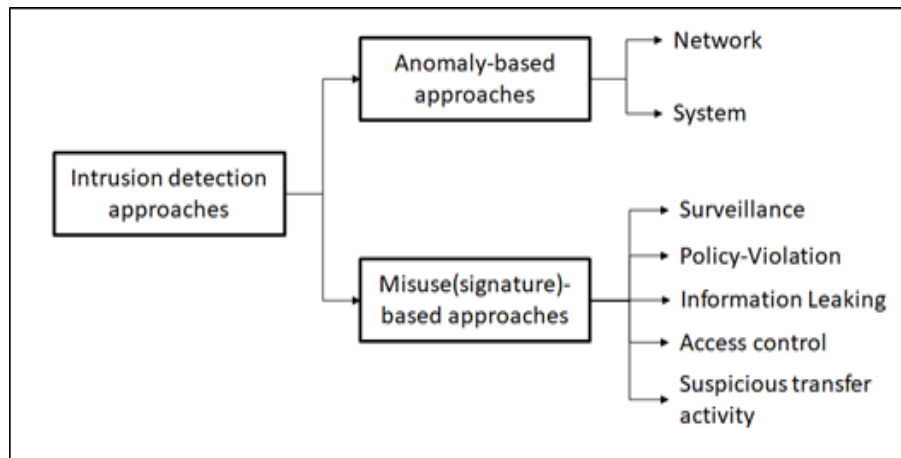 Intrusion detection
approaches
Anomaly-based
approaches
Network
System
Misuse(signature)-
based approaches
Surveillance
Policy-Violation
Information Leaking
Access control
Suspicious transfer
activity